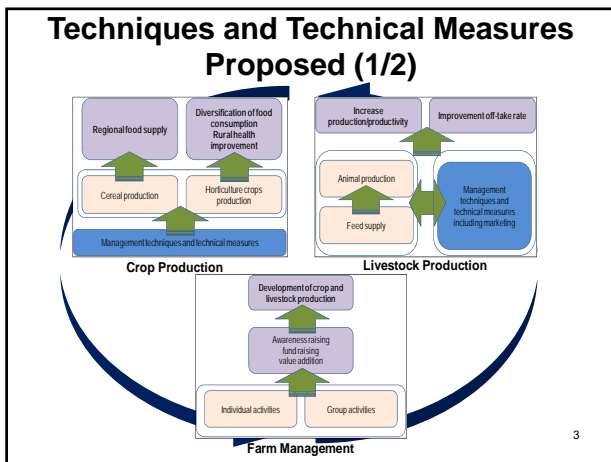 Techniques and Technical Measures
Proposed (1/2)
Regional food supply
Diversification of food
consumption
Rural health
improvement
Cereal production
Horticulture crops
production
Management techniques and technical measures
Crop Production
Increase
production/productivity
Improvement off-take rate
Animal production
Feed supply
Management
techniques and
technical measures
including marketing
Livestock Production
Development of crop and
livestock production
Awareness raising
fund raising
value addition
Individual activities
Group activities
Farm Management
3